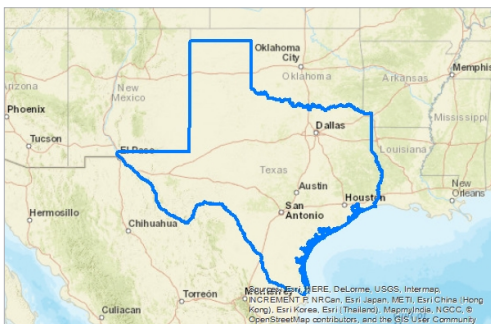 Oklahoma City
Memphis
Oklahoma
Arkansas
New
Mexico
Phoenix
Mississippi
Tucson
Dallas
El Paso
Louisiana
Texas
Austin
New
Orleans
Houston
San
Antonio
Hermosillo
Chihuahua
Torreón
Monterrey
Culiacan
Sources: Esri, HERE, DeLorme, USGS, Intermap,
INCREMENT P, NRCan, Esri Japan, METI, Esri China (Hong
Kong), Esri Korea, Esri (Thailand), MapmyIndia, NGCC, ©
OpenStreetMap contributors, and the GIS User Community